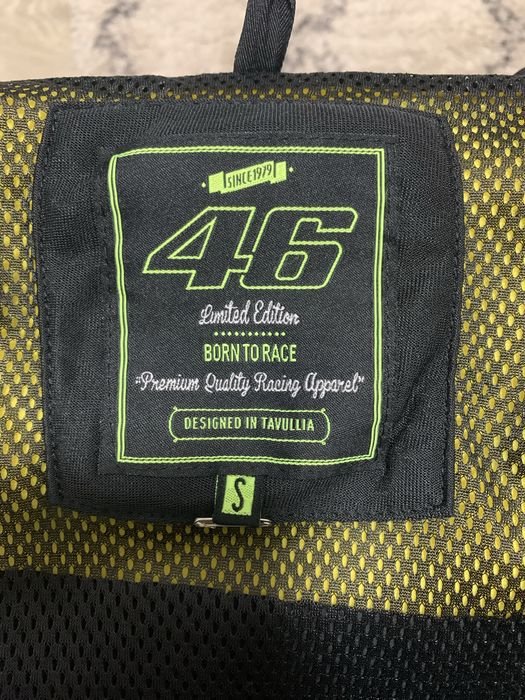 SINCE1979
46
Limited Edition
BORN TO RACE
"Premium Quality Racing Apparel"
DESIGNED IN TAVULLIA
S